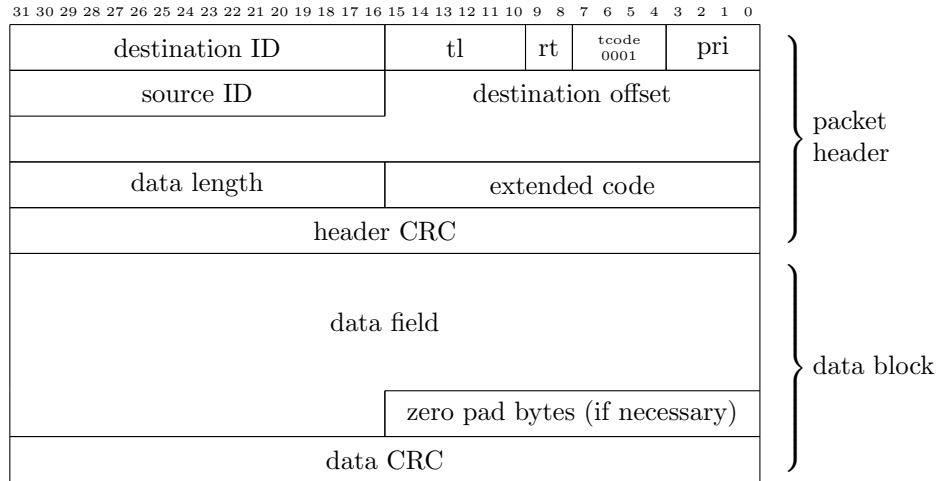 31 30 29 28 27 26 25 24 23 22 21 20 19 18 17 16 15 14 13 12 11 10 9 8 7 6 5 4 3 2 1 0
destination ID tl rt tcode 0001 pri
source ID destination offset
packet
header
data length extended code
header CRC
data field
data block
zero pad bytes (if necessary)
data CRC